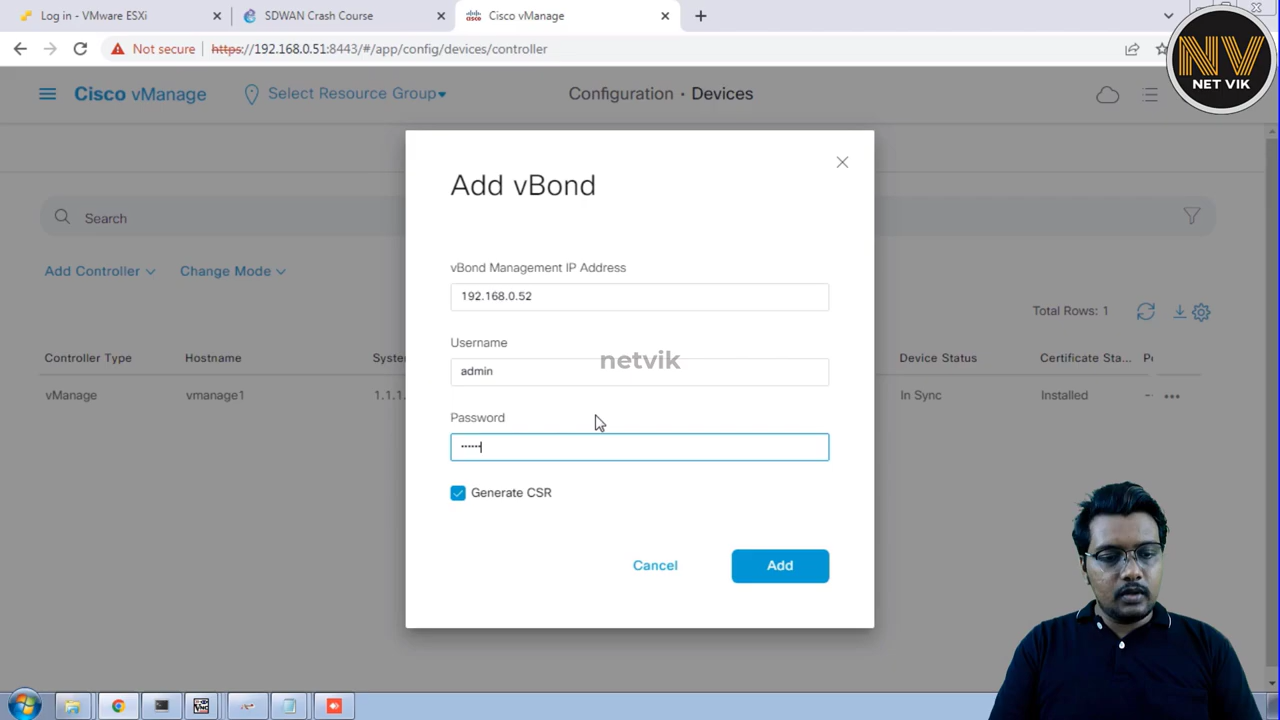 Log in - VMware ESXi
SDWAN Crash Course
Cisco vManage
Not secure
https://192.168.0.51:8443/#/app/config/devices/controller
NV
NET VIK
Cisco vManage
Select Resource Group
Configuration · Devices
Add vBond
Search
vBond Management IP Address
192.168.0.52
Add Controller
Change Mode
Total Rows: 1
Username
netvik
admin
Controller Type
Hostname
Device Status
Certificate Sta...
vManage
vmanage1
1.1.1.
In Sync
Installed
Password
••••••
Generate CSR
Cancel
Add